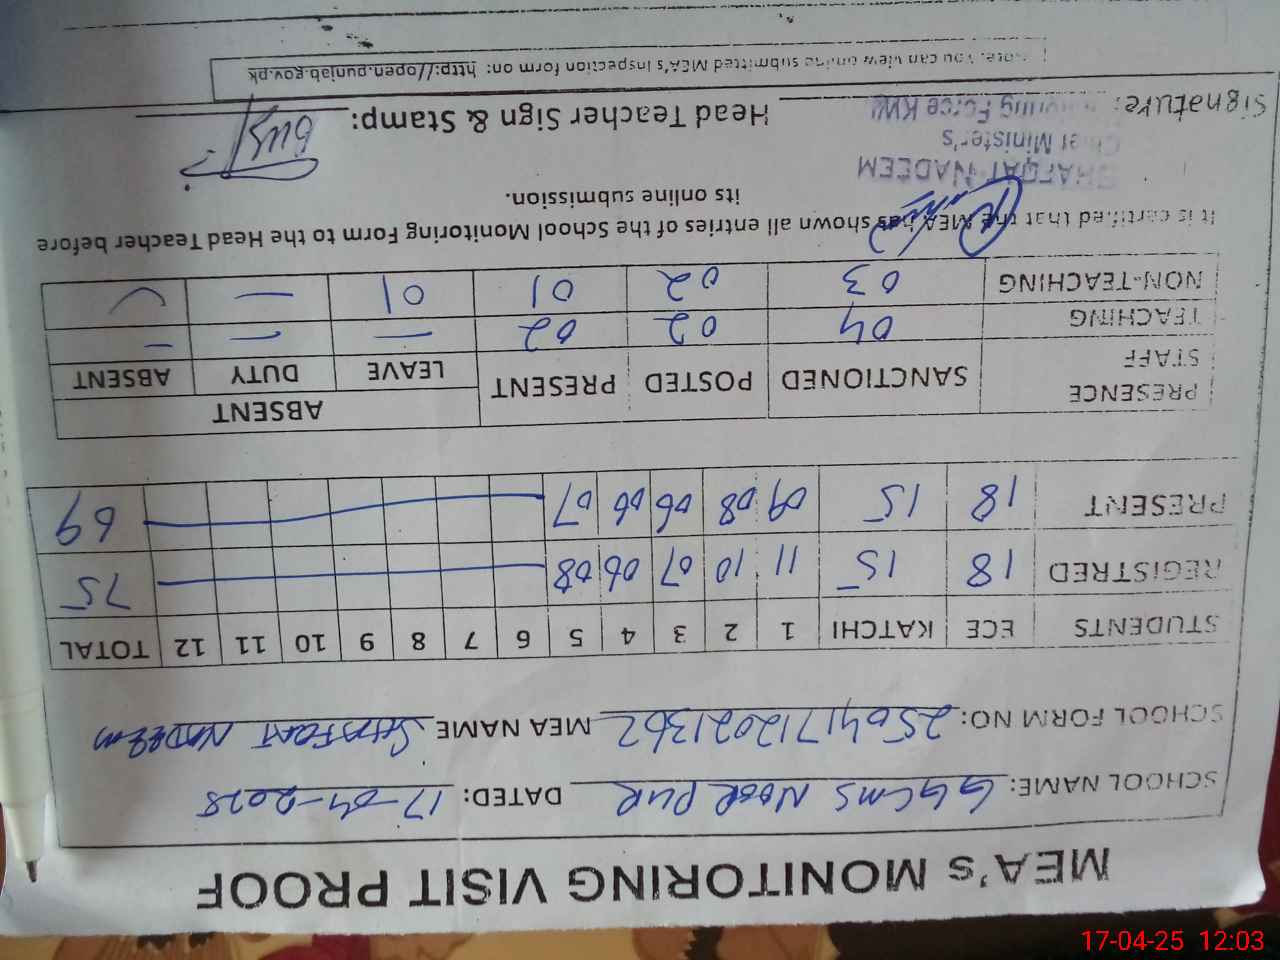 MEA's MONITORING VISIT PROOF
SCHOOL NAME: GGCMS NOOR PUR DATED: 17-04-2025
SCHOOL FORM NO: 25041712021362 MEA NAME SHAFQAT NADEEM
STUDENTS ECE KATCHI 1 2 3 4 5 6 7 8 9 10 11 12 TOTAL
REGISTRED 18 15 11 10 07 06 08 75
PRESENT 18 15 09 08 06 06 07 69
PRESENCE STAFF SANCTIONED POSTED PRESENT ABSENT
LEAVE DUTY ABSENT
TEACHING 04 02 02 — — -
NON-TEACHING 03 02 01 01 —
It is certified that the MEA has shown all entries of the School Monitoring Form to the Head Teacher before
its online submission.
SHAFQAT NADEEM
Chief Minister's
Monitoring Force KWL
Signature: Head Teacher Sign & Stamp:
Note. You can view online submitted MEA's inspection form on: http://open.punjab.gov.pk
17-04-25 12:03